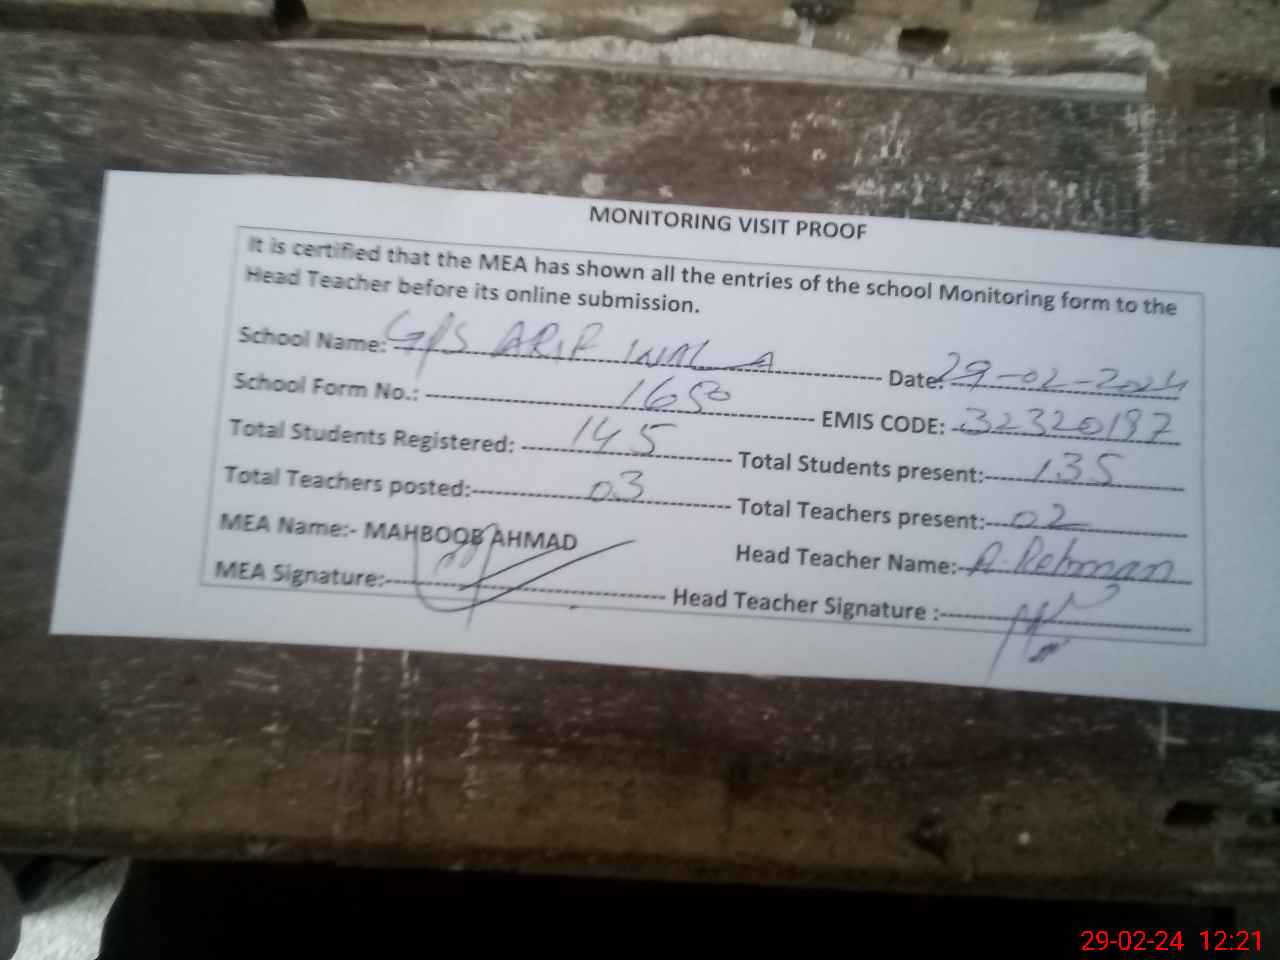 MONITORING VISIT PROOF
It is certified that the MEA has shown all the entries of the school Monitoring form to the
Head Teacher before its online submission.
School Name: GPS ARIF WALA Date: 29-02-2024
School Form No.: 1650 EMIS CODE: 32320197
Total Students Registered: 145 Total Students present: 135
Total Teachers posted: 03 Total Teachers present: 02
MEA Name:- MAHBOOB AHMAD Head Teacher Name: A. Rehman
MEA Signature: Head Teacher Signature :
29-02-24 12:21